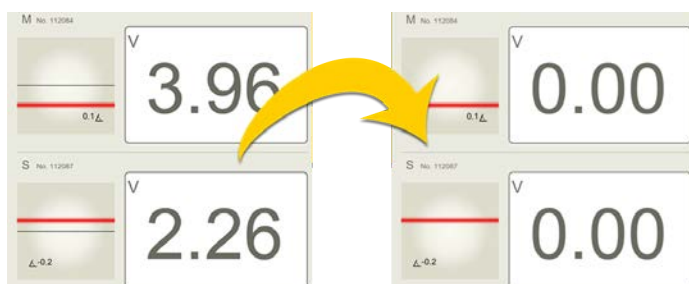 M No. 112084
V
3.96
0.1∡
S No. 112087
V
2.26
∡-0.2
M No. 112084
V
0.00
0.1∡
S No. 112087
V
0.00
∡-0.2